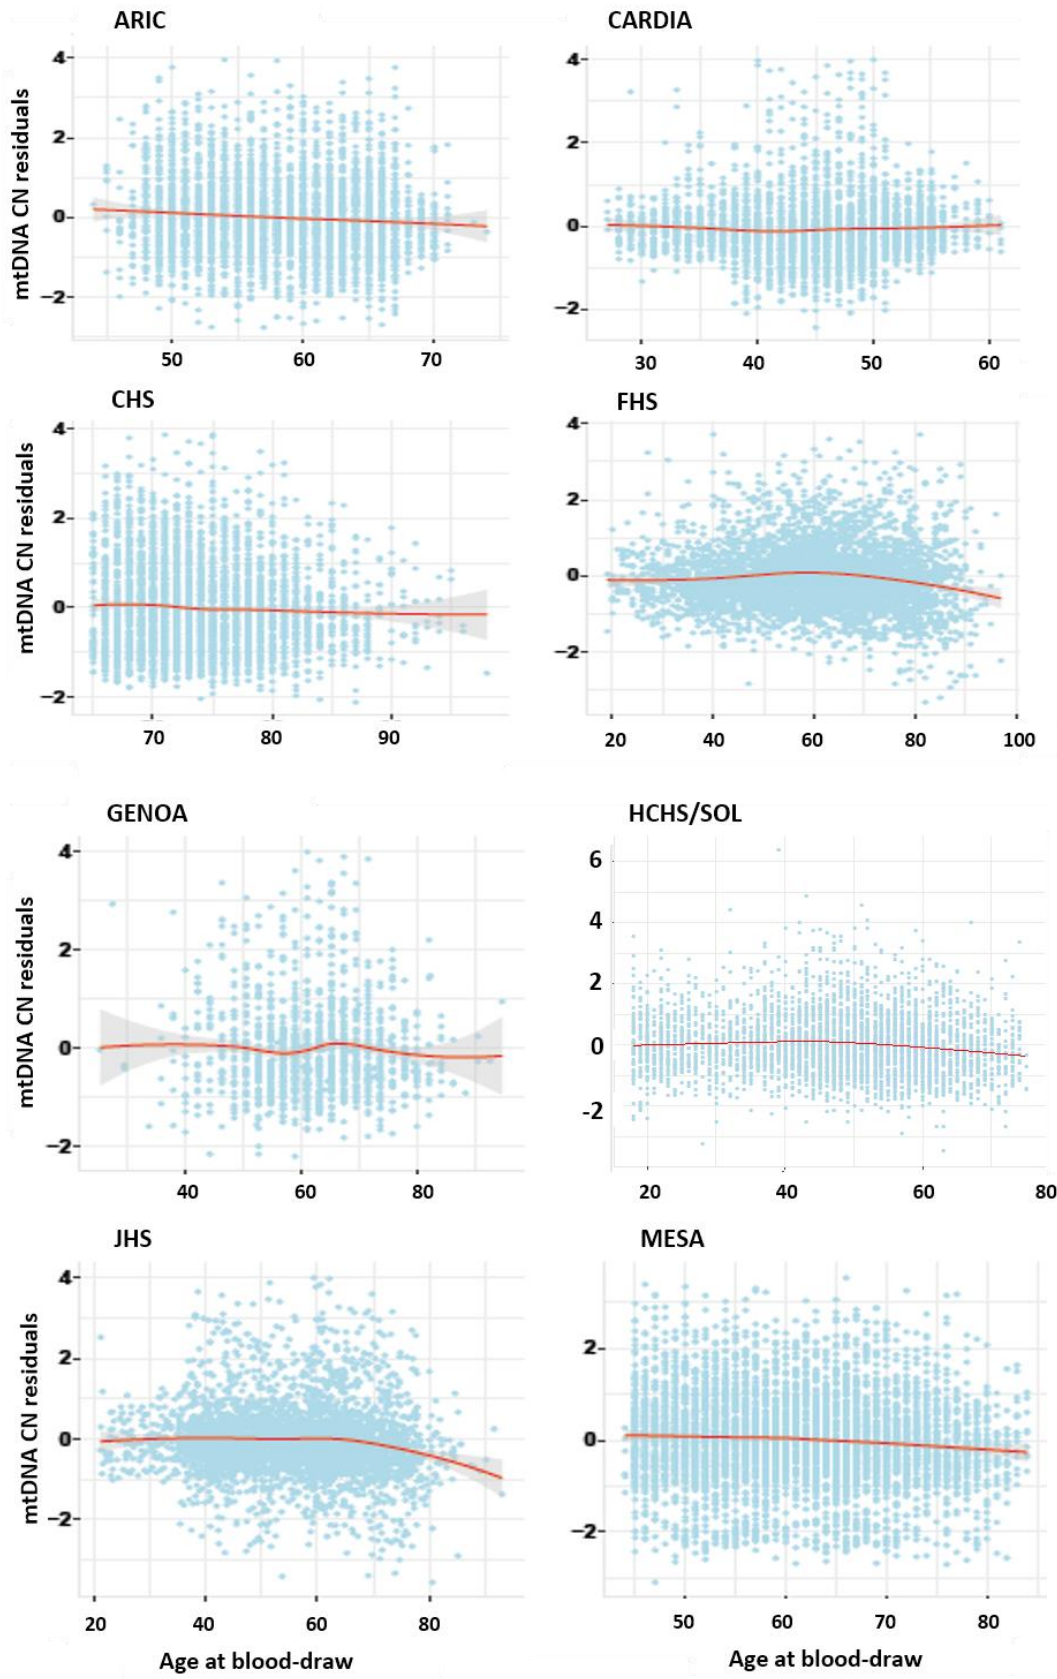 ARIC CARDIA
mtDNA CN residuals
4
2
0
−2
50 60 70
4
2
0
−2
30 40 50 60
CHS FHS
mtDNA CN residuals
4
2
0
−2
70 80 90
4
2
0
−2
20 40 60 80 100
GENOA HCHS/SOL
mtDNA CN residuals
4
2
0
−2
40 60 80
6
4
2
0
-2
20 40 60 80
JHS MESA
mtDNA CN residuals
4
2
0
−2
20 40 60 80
Age at blood-draw
2
0
−2
50 60 70 80
Age at blood-draw